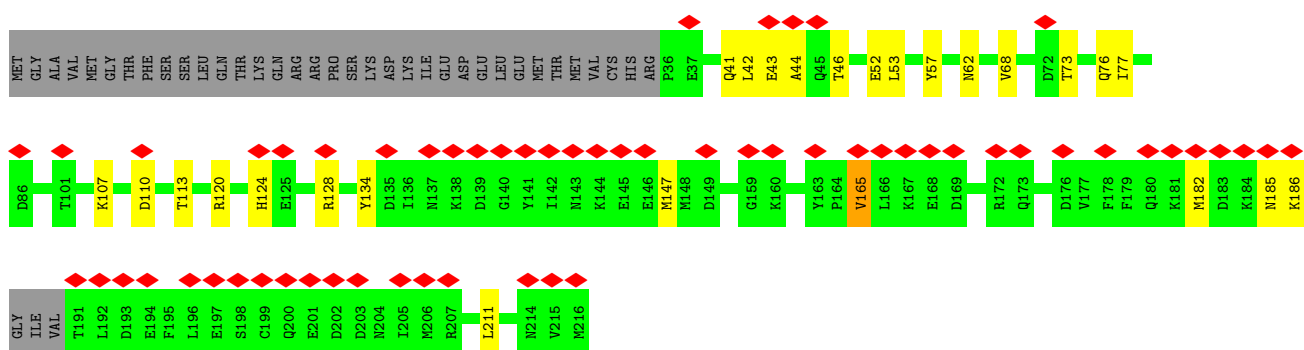 MET GLY ALA VAL MET GLY THR PHE SER SER LEU GLN THR LYS GLN ARG ARG PRO SER LYS ASP LYS ILE GLU ASP GLU LEU GLU MET THR MET VAL CYS HIS ARG P36 E37 Q41 L42 E43 A44 Q45 T46 E52 L53 Y57 N62 V68 D72 T73 Q76 I77
D86 T101 K107 D110 T113 R120 H124 E125 R128 Y134 D135 I136 N137 K138 D139 G140 Y141 I142 N143 K144 E145 E146 M147 M148 D149 G159 K160 Y163 P164 V165 L166 K167 E168 D169 R172 Q173 D176 V177 F178 F179 Q180 K181 M182 D183 K184 N185 K186
GLY ILE VAL T191 L192 D193 E194 F195 L196 E197 S198 C199 Q200 E201 D202 D203 N204 I205 M206 R207 L211 N214 V215 M216